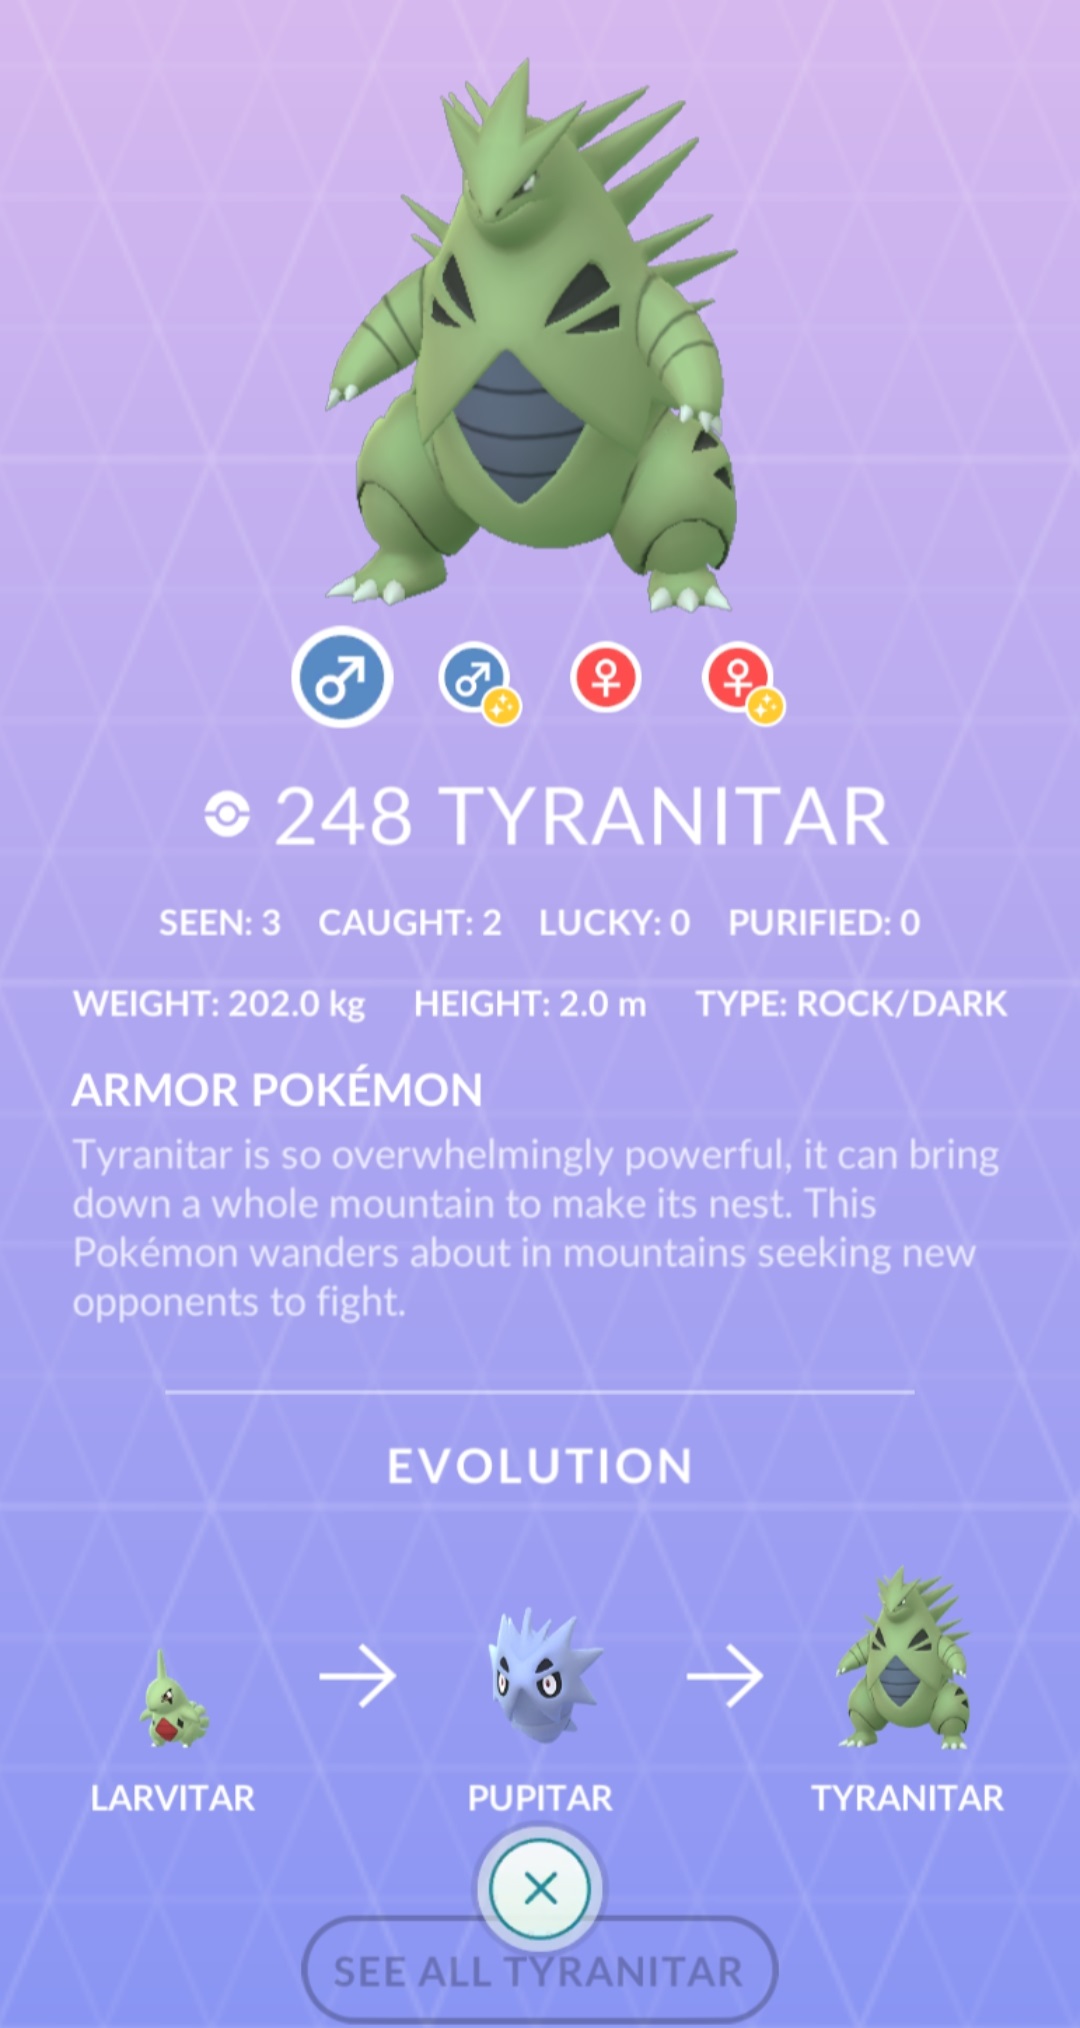 248 TYRANITAR
SEEN: 3 CAUGHT: 2 LUCKY: 0 PURIFIED: 0
WEIGHT: 202.0 kg HEIGHT: 2.0 m TYPE: ROCK/DARK
ARMOR POKÉMON
Tyranitar is so overwhelmingly powerful, it can bring
down a whole mountain to make its nest. This
Pokémon wanders about in mountains seeking new
opponents to fight.
EVOLUTION
LARVITAR PUPITAR TYRANITAR
SEE ALL TYRANITAR